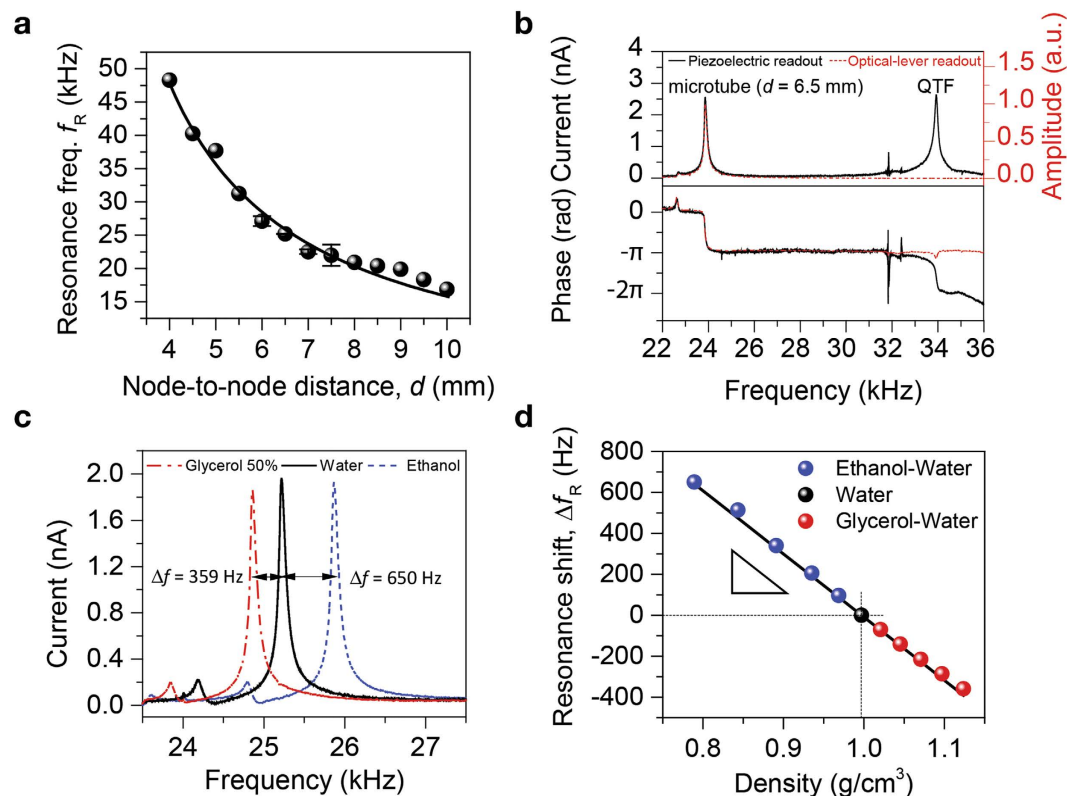 a
Resonance freq. f_R (kHz)
50
45
40
35
30
25
20
15
4 5 6 7 8 9 10
Node-to-node distance, d (mm)
b
Piezoelectric readout Optical-lever readout
microtube (d = 6.5 mm) QTF
Current (nA)
4
3
2
1
0
Amplitude (a.u.)
1.5
1.0
0.5
0.0
Phase (rad)
0
-π
-2π
22 24 26 28 30 32 34 36
Frequency (kHz)
c
Glycerol 50% Water Ethanol
Δf = 359 Hz Δf = 650 Hz
Current (nA)
2.0
1.6
1.2
0.8
0.4
0.0
24 25 26 27
Frequency (kHz)
d
Ethanol-Water
Water
Glycerol-Water
Resonance shift, Δf_R (Hz)
800
600
400
200
0
-200
-400
0.8 0.9 1.0 1.1
Density (g/cm³)